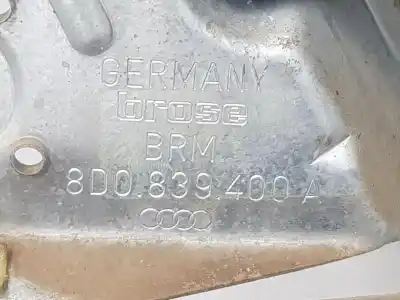 GERMANY
brose
BRM
8D0.839.400 A